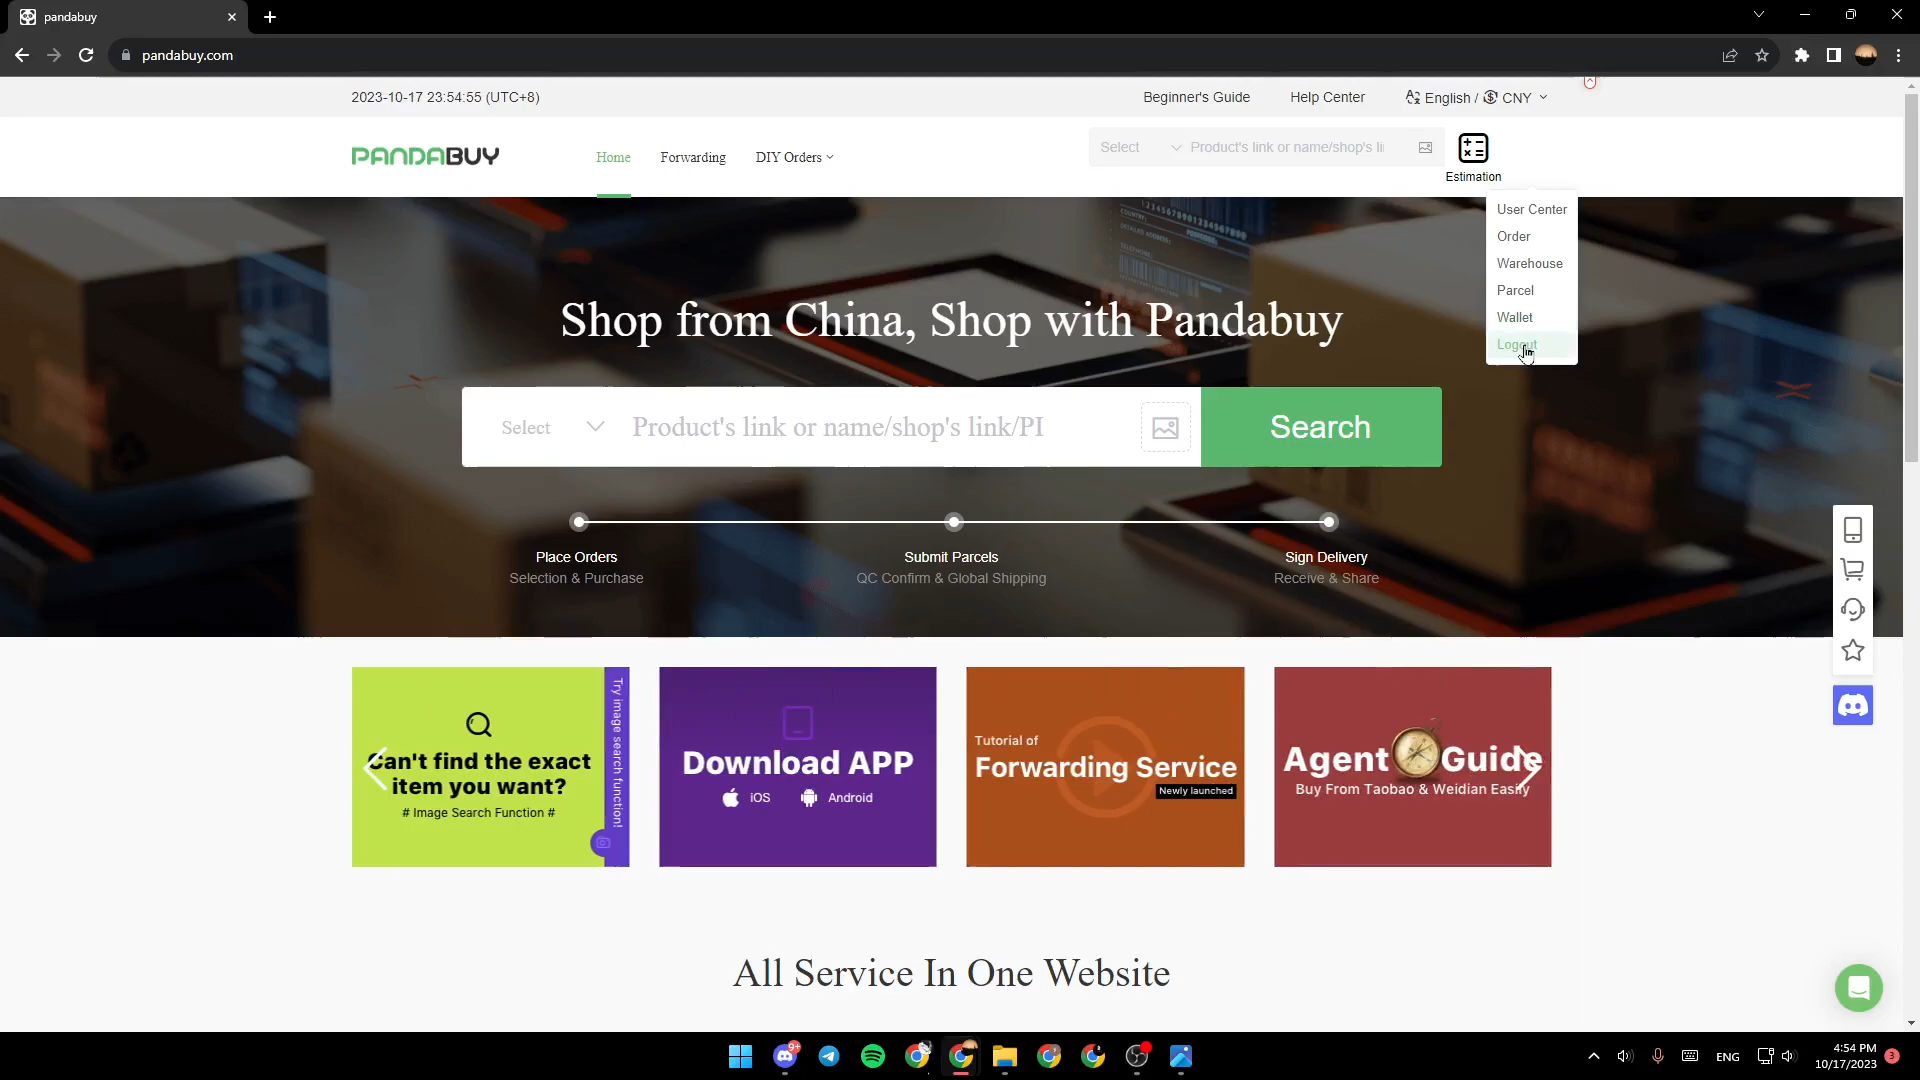 pandabuy
pandabuy.com
2023-10-17 23:54:55 (UTC+8)
Beginner's Guide
Help Center
English / CNY
PANDABUY
Home
Forwarding
DIY Orders
Select
Product's link or name/shop's li
Estimation
User Center
Order
Warehouse
Parcel
Wallet
Logout
Shop from China, Shop with Pandabuy
Select
Product's link or name/shop's link/PI
Search
Place Orders
Selection & Purchase
Submit Parcels
QC Confirm & Global Shipping
Sign Delivery
Receive & Share
Can't find the exact
item you want?
# Image Search Function #
Try image search function!
Download APP
iOS
Android
Tutorial of
Forwarding Service
Newly launched
Agent Guide
Buy From Taobao & Weidian Easily
All Service In One Website
9+
ENG
4:54 PM
10/17/2023
3